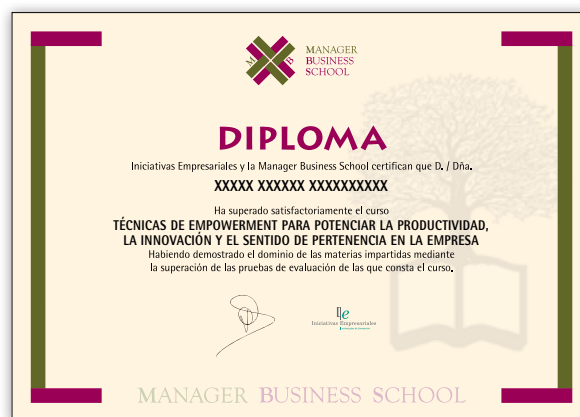 MANAGER
BUSINESS
SCHOOL
M B
DIPLOMA
Iniciativas Empresariales y la Manager Business School certifican que D. / Dña.
XXXXX XXXXXX XXXXXXXXXX
Ha superado satisfactoriamente el curso
TÉCNICAS DE EMPOWERMENT PARA POTENCIAR LA PRODUCTIVIDAD,
LA INNOVACIÓN Y EL SENTIDO DE PERTENENCIA EN LA EMPRESA
Habiendo demostrado el dominio de las materias impartidas mediante
la superación de las pruebas de evaluación de las que consta el curso.
Ie
Iniciativas Empresariales
MANAGER BUSINESS SCHOOL